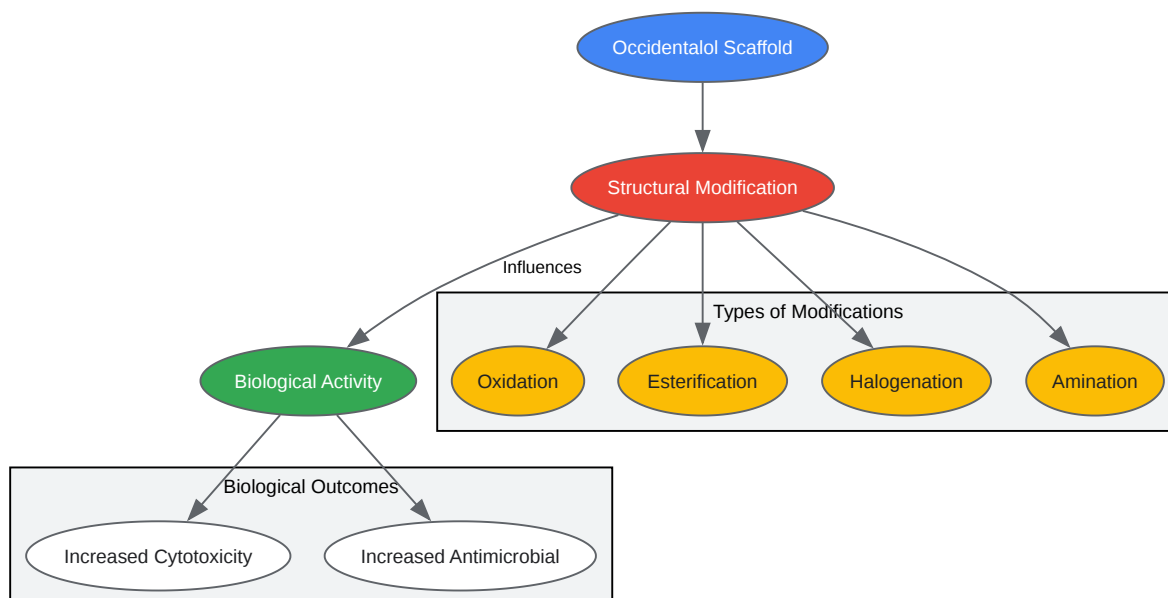 Occidentalol Scaffold
Structural Modification
Influences
Types of Modifications
Biological Activity
Oxidation
Esterification
Halogenation
Amination
Biological Outcomes
Increased Cytotoxicity
Increased Antimicrobial